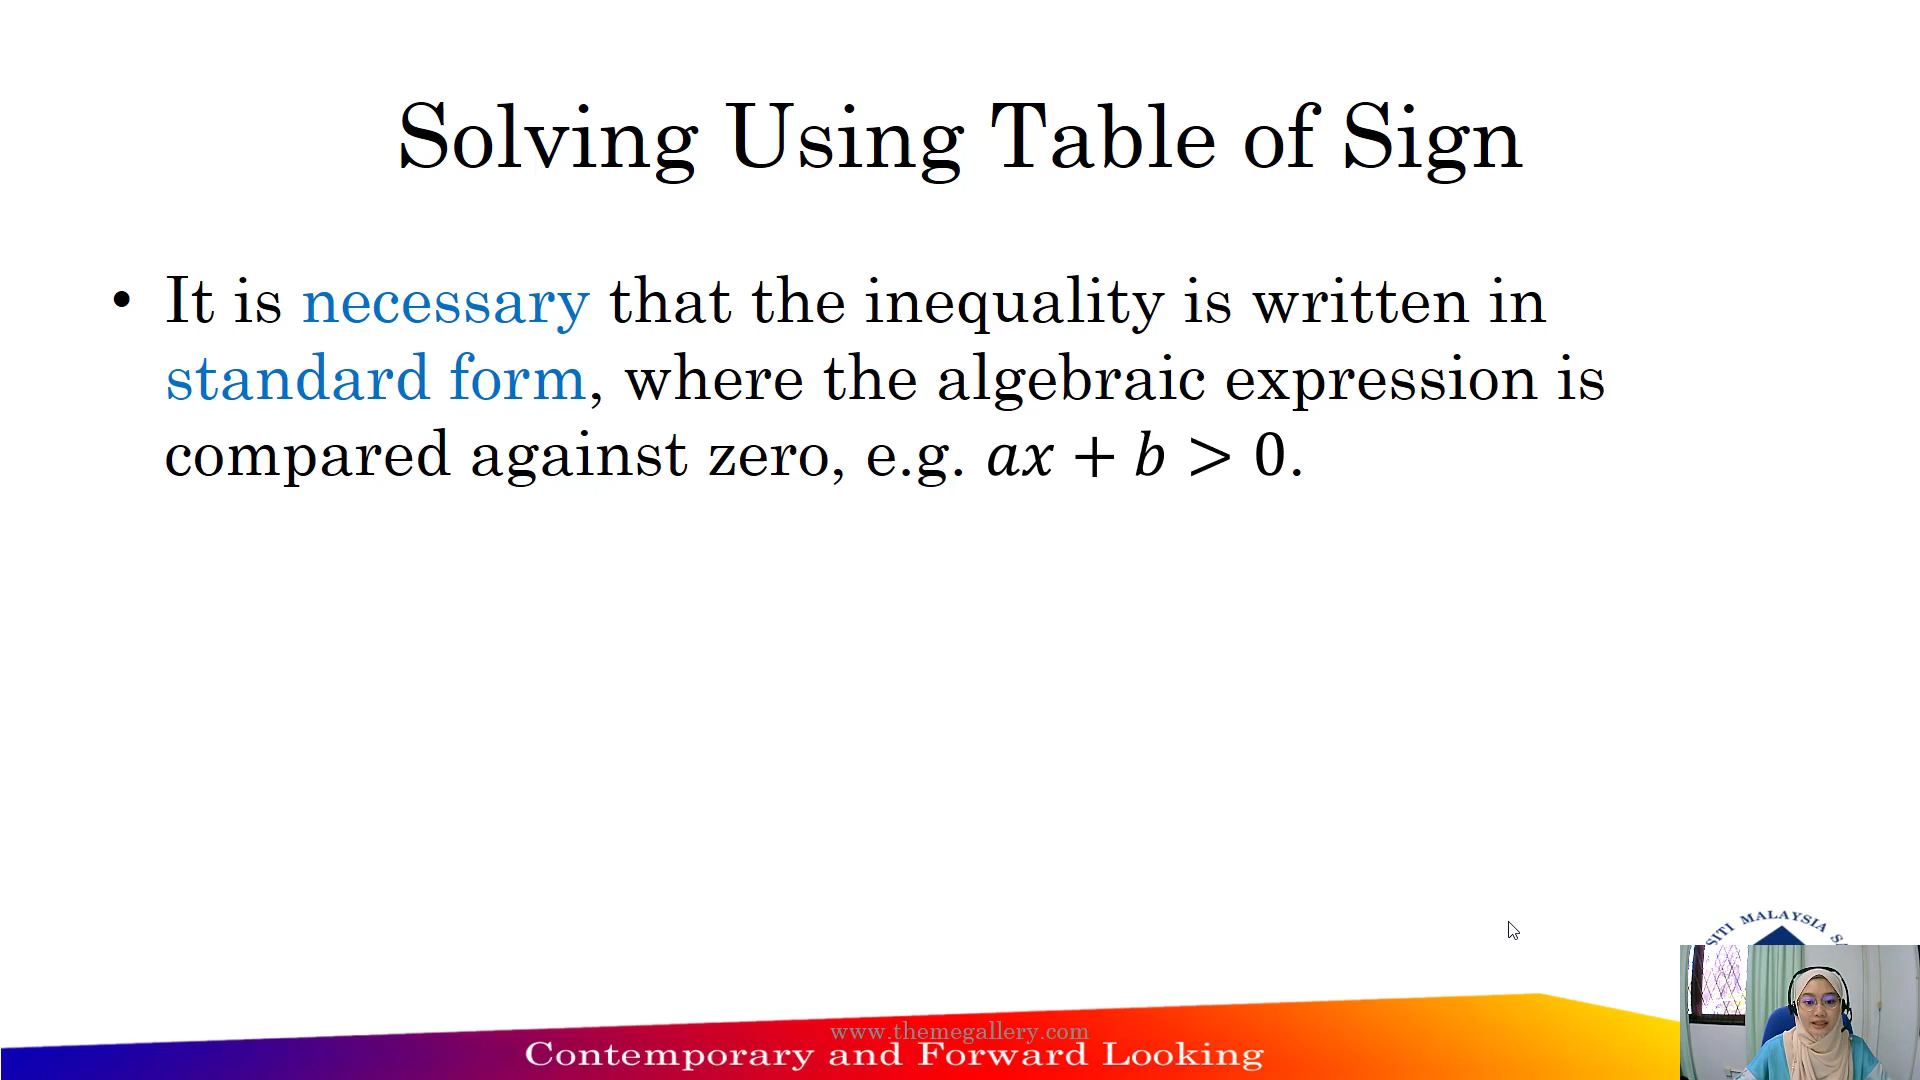 Solving Using Table of Sign
• It is necessary that the inequality is written in
standard form, where the algebraic expression is
compared against zero, e.g. 𝑎𝑥 + 𝑏 > 0.
MALAYSIA
www.themegallery.com
Contemporary and Forward Looking